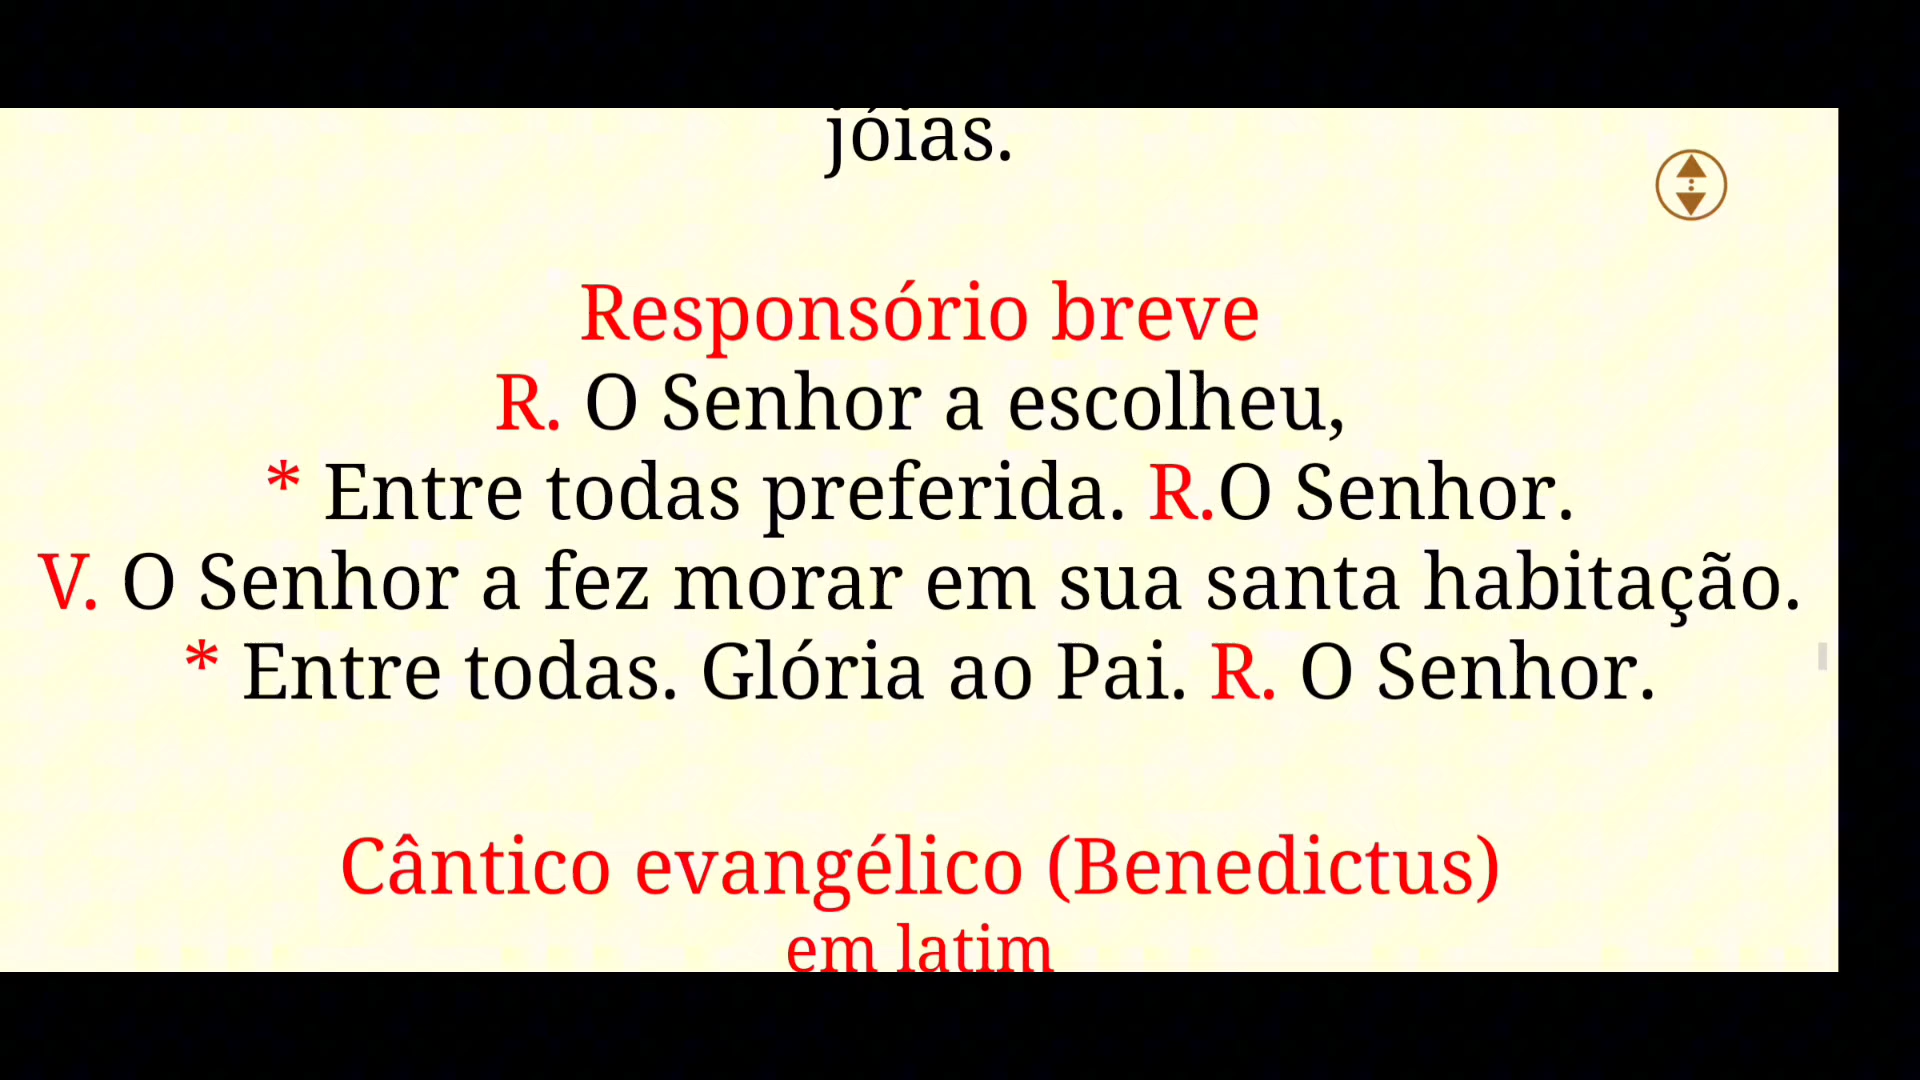 jóias.
Responsório breve
R. O Senhor a escolheu,
* Entre todas preferida. R.O Senhor.
V. O Senhor a fez morar em sua santa habitação.
* Entre todas. Glória ao Pai. R. O Senhor.
Cântico evangélico (Benedictus)
em latim